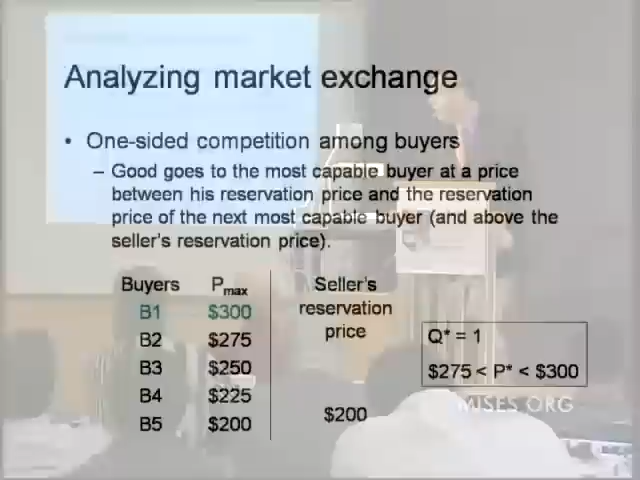 Analyzing market exchange
• One-sided competition among buyers
– Good goes to the most capable buyer at a price
between his reservation price and the reservation
price of the next most capable buyer (and above the
seller's reservation price).
Buyers Pmax
B1 $300
B2 $275
B3 $250
B4 $225
B5 $200
Seller's
reservation
price
$200
Q* = 1
$275 < P* < $300
MISES.ORG